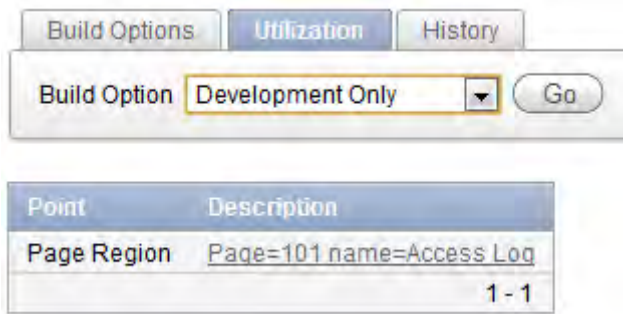 Build Options Utilization History
Build Option Development Only Go
Point Description
Page Region Page=101 name=Access Log
1 - 1